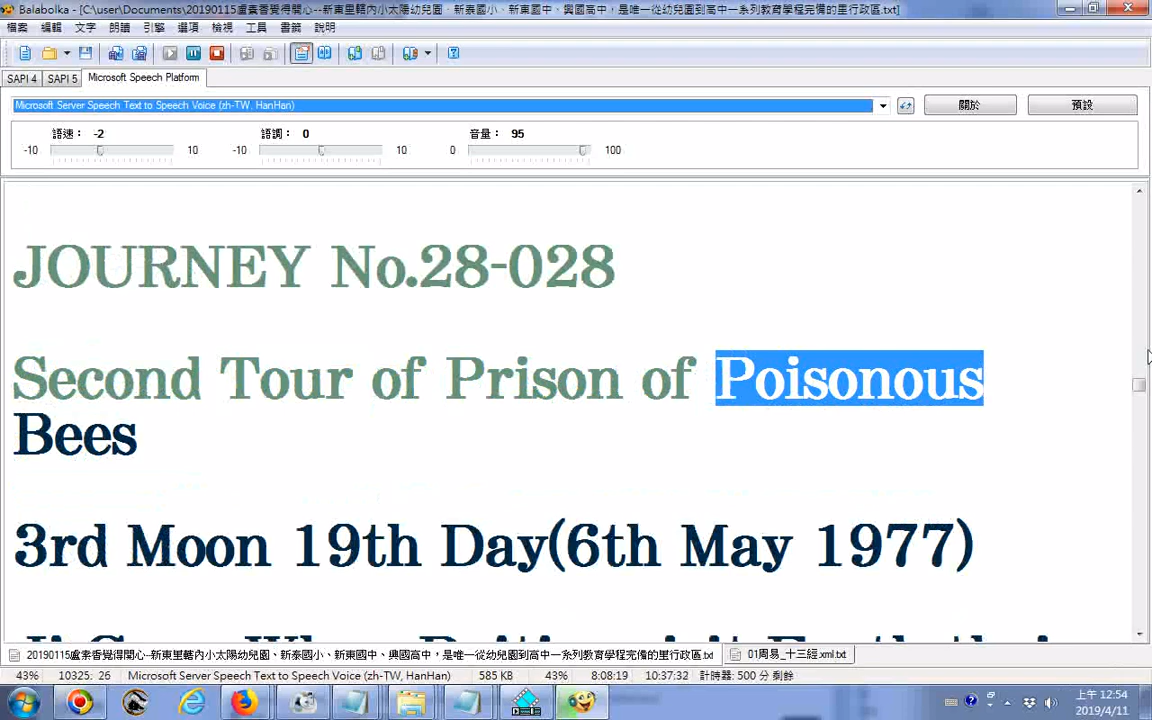 Balabolka - [C:\user\Documents\20190115盧素香覺得開心--新東里轄內小太陽幼兒園、新泰國小、新東國中、興國高中，是唯一從幼兒園到高中一系列教育學程完備的里行政區.txt]
檔案 編輯 文字 朗讀 引擎 選項 檢視 工具 書籤 說明
SAPI 4 SAPI 5 Microsoft Speech Platform
Microsoft Server Speech Text to Speech Voice (zh-TW, HanHan) 關於 預設
語速： -2 語調： 0 音量： 95
-10 10 -10 10 0 100
JOURNEY No.28-028
Second Tour of Prison of Poisonous
Bees
3rd Moon 19th Day(6th May 1977)
20190115盧素香覺得開心--新東里轄內小太陽幼兒園、新泰國小、新東國中、興國高中，是唯一從幼兒園到高中一系列教育學程完備的里行政區.txt 01周易_十三經.xml.txt
43% 10325: 26 Microsoft Server Speech Text to Speech Voice (zh-TW, HanHan) 585 KB 43% 8:08:19 10:37:32 計時器: 500 分 剩餘
上午 12:54
2019/4/11